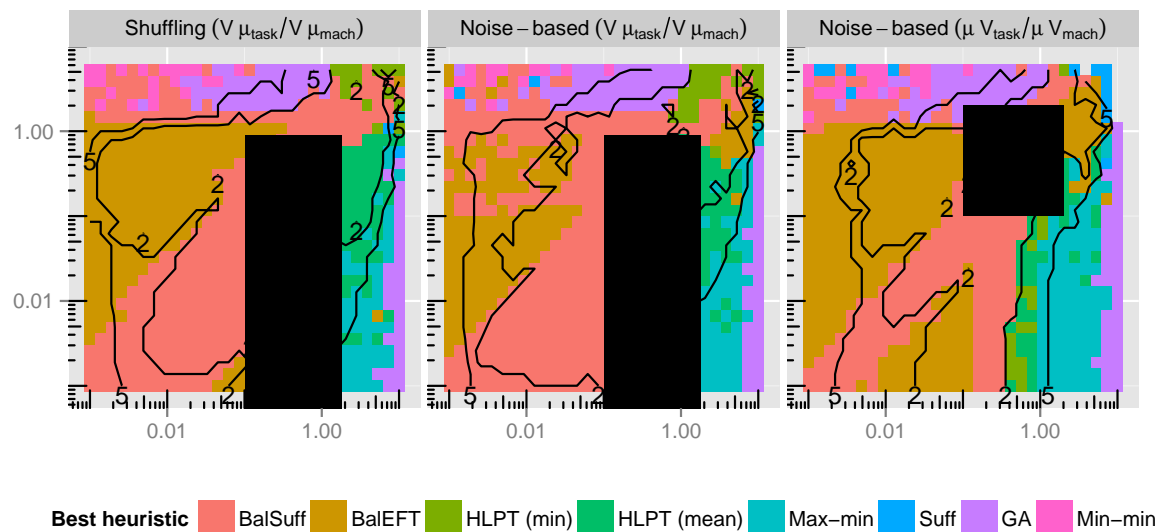 Shuffling (V μtask/V μmach)
Noise−based (V μtask/V μmach)
Noise−based (μ Vtask/μ Vmach)
5 2 5 2 5 5 2 2 2 5 2
2 2 2 5 2 2 5 2
5 2 2 2 2 5 2 2 5
1.00
0.01
0.01 1.00 0.01 1.00 0.01 1.00
Best heuristic BalSuff BalEFT HLPT (min) HLPT (mean) Max−min Suff GA Min−min